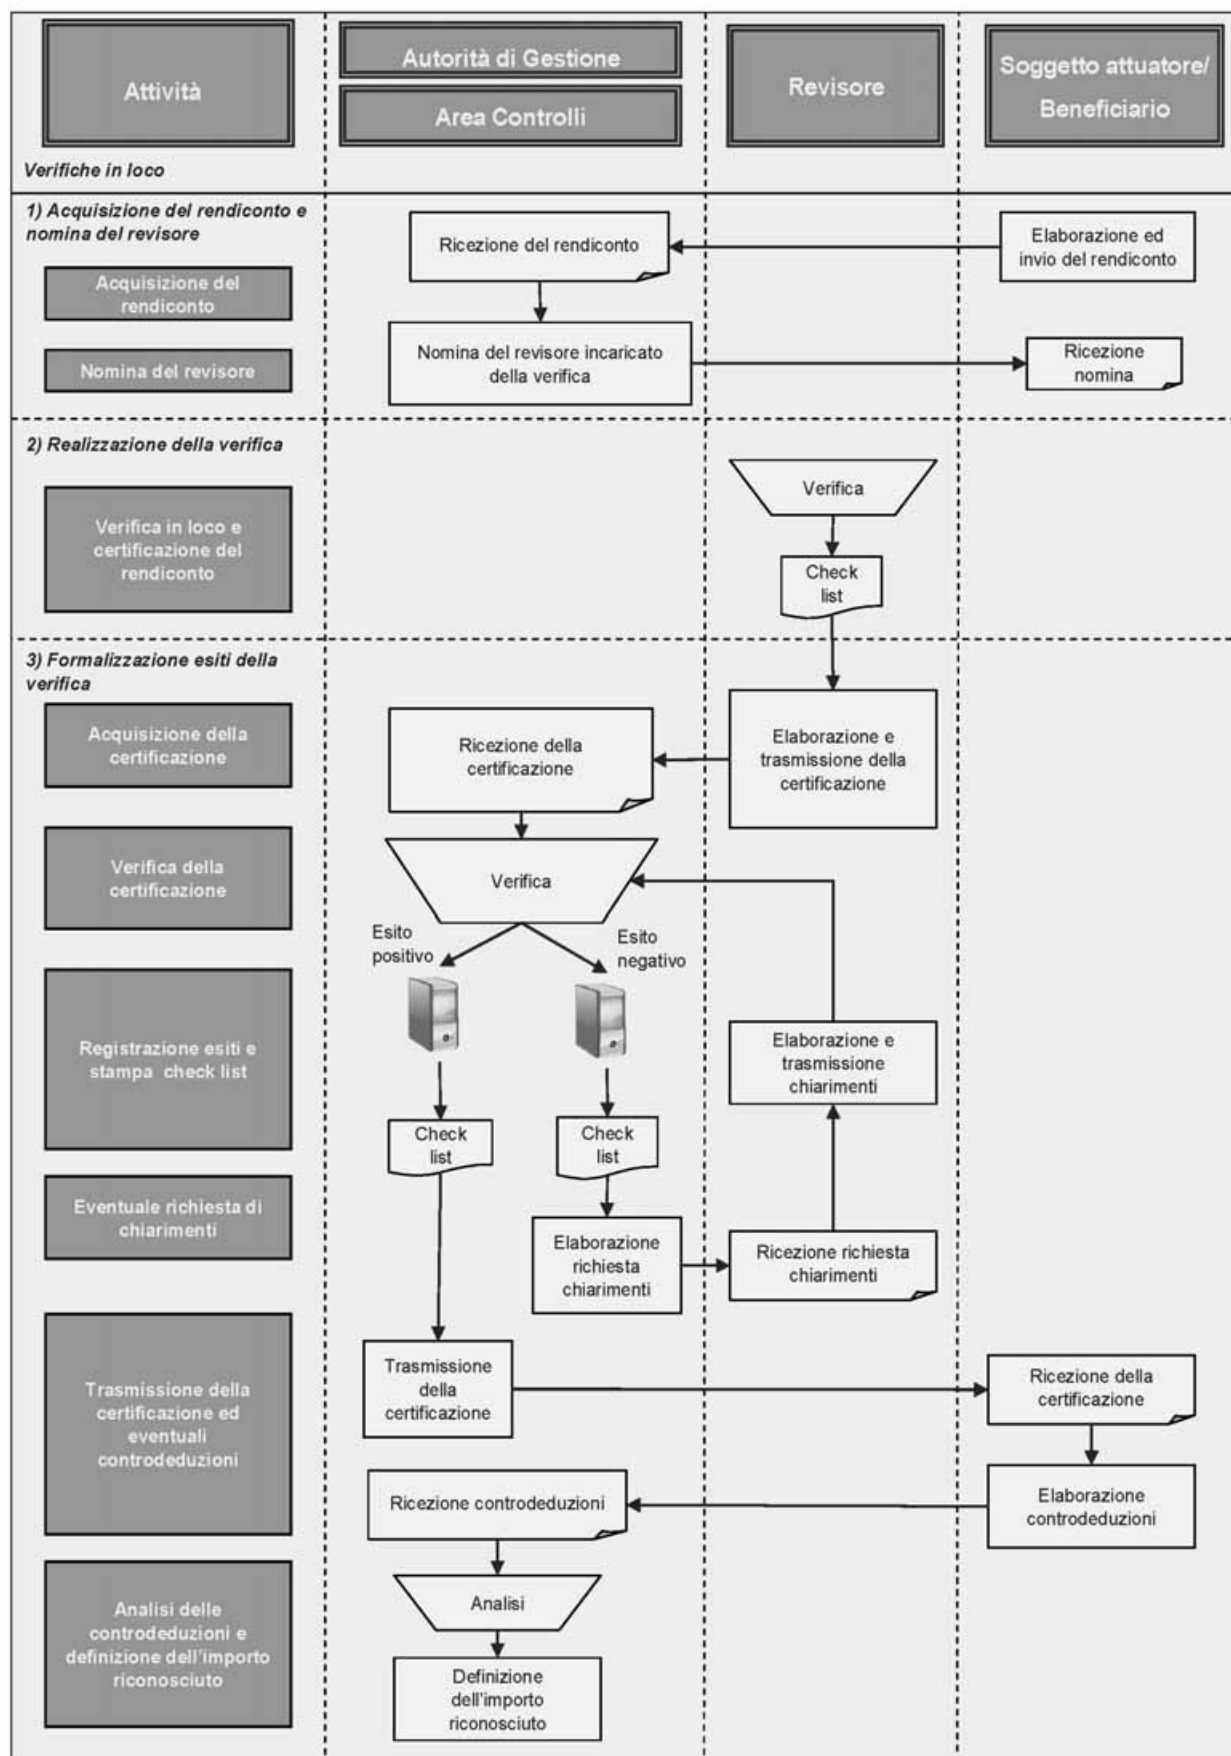 Attività
Autorità di Gestione
Area Controlli
Revisore
Soggetto attuatore/
Beneficiario
Verifiche in loco
1) Acquisizione del rendiconto e
nomina del revisore
Acquisizione del
rendiconto
Ricezione del rendiconto
Elaborazione ed
invio del rendiconto
Nomina del revisore
Nomina del revisore incaricato
della verifica
Ricezione
nomina
2) Realizzazione della verifica
Verifica in loco e
certificazione del
rendiconto
Verifica
Check
list
3) Formalizzazione esiti della
verifica
Acquisizione della
certificazione
Ricezione della
certificazione
Elaborazione e
trasmissione della
certificazione
Verifica della
certificazione
Verifica
Esito
positivo
Esito
negativo
Registrazione esiti e
stampa check list
Elaborazione e
trasmissione
chiarimenti
Check
list
Check
list
Eventuale richiesta di
chiarimenti
Elaborazione
richiesta
chiarimenti
Ricezione richiesta
chiarimenti
Trasmissione della
certificazione ed
eventuali
controdeduzioni
Trasmissione
della
certificazione
Ricezione della
certificazione
Ricezione controdeduzioni
Elaborazione
controdeduzioni
Analisi delle
controdeduzioni e
definizione dell'importo
riconosciuto
Analisi
Definizione
dell'importo
riconosciuto